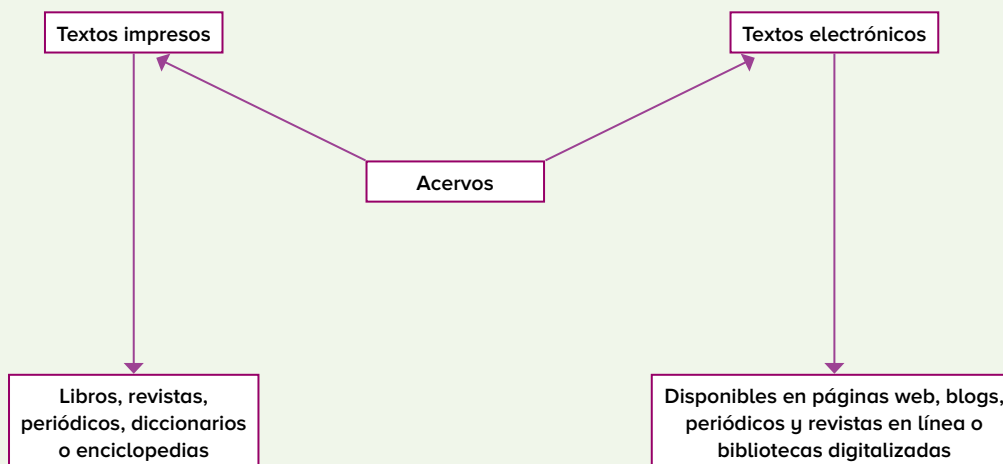 Textos impresos
Textos electrónicos
Acervos
Libros, revistas,
periódicos, diccionarios
o enciclopedias
Disponibles en páginas web, blogs,
periódicos y revistas en línea o
bibliotecas digitalizadas